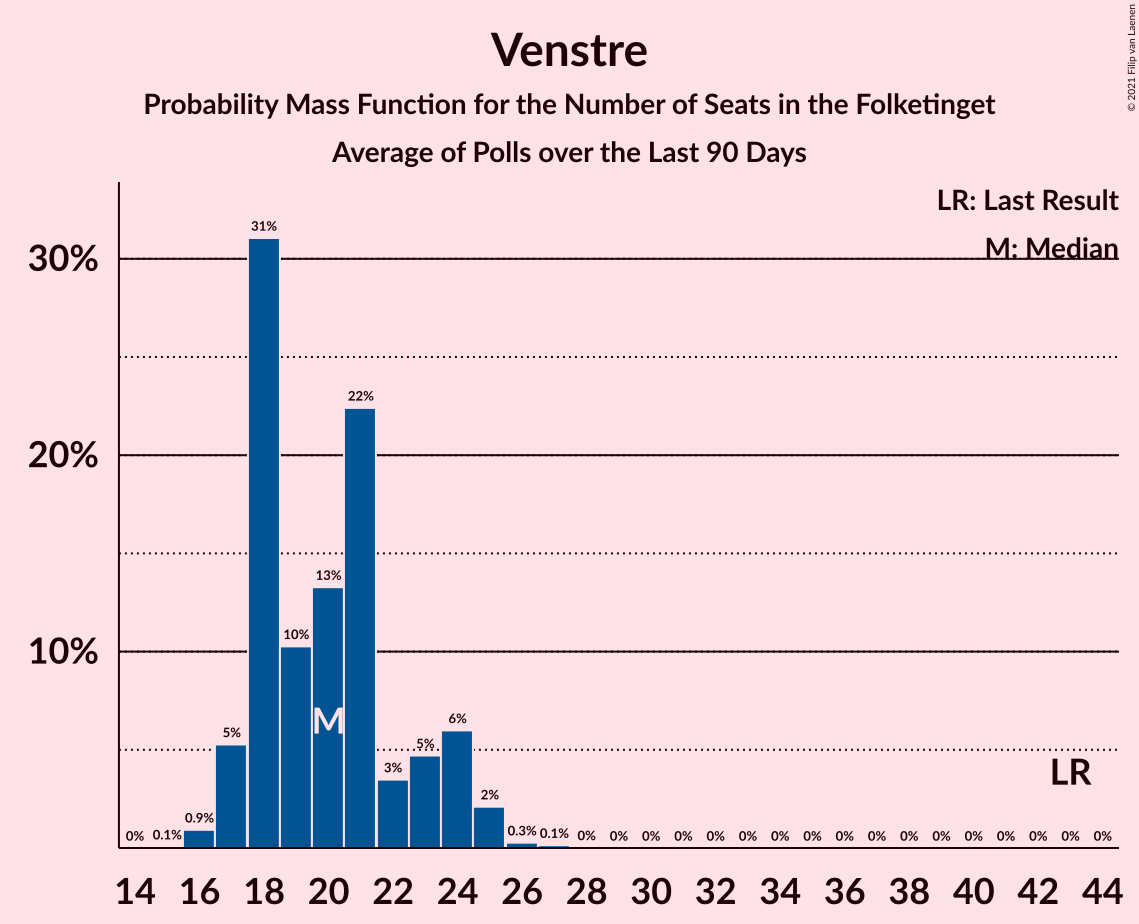 Venstre
Probability Mass Function for the Number of Seats in the Folketinget
Average of Polls over the Last 90 Days
© 2021 Filip van Laenen
LR: Last Result
M: Median
30%
20%
10%
0% 0.1% 0.9% 5% 31% 10% 13% 22% 3% 5% 6% 2% 0.3% 0.1% 0% 0% 0% 0% 0% 0% 0% 0% 0% 0% 0% 0% 0% 0% 0% 0% 0%
M
LR
14 16 18 20 22 24 26 28 30 32 34 36 38 40 42 44